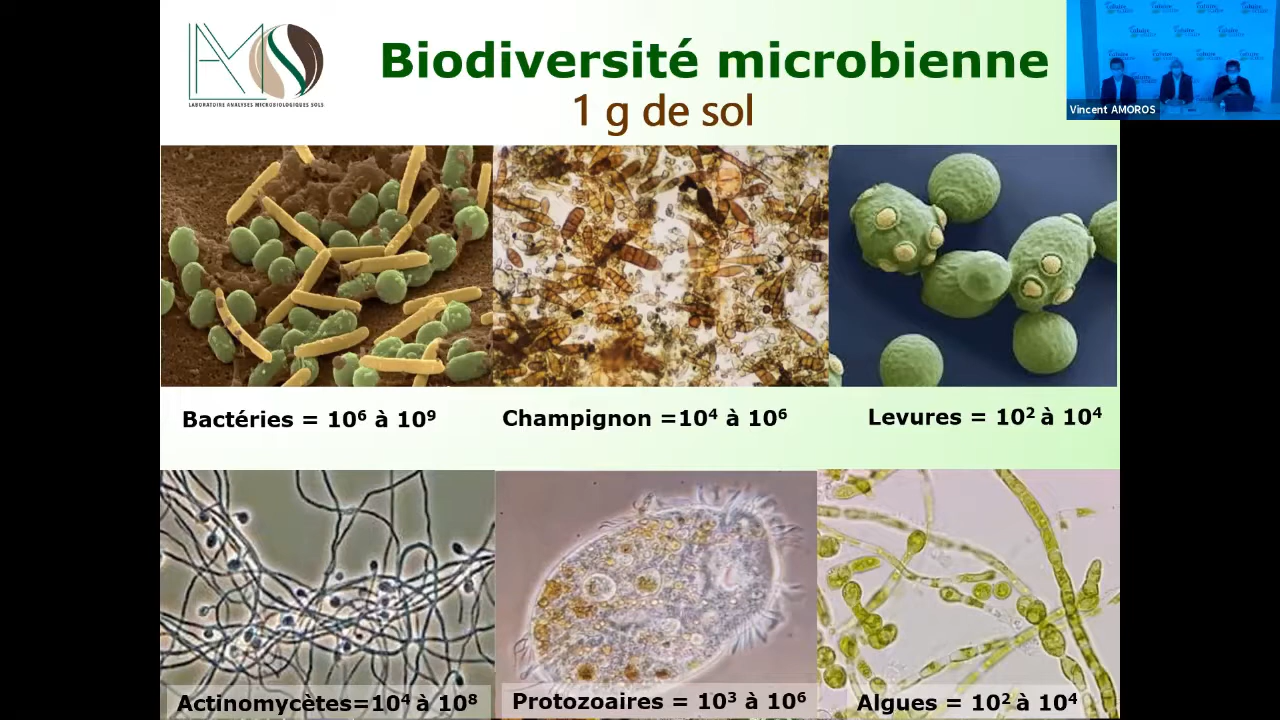 LAMS
LABORATOIRE ANALYSES MICROBIOLOGIQUES SOLS
Biodiversité microbienne
1 g de sol
Vincent AMOROS
Bactéries = 10⁶ à 10⁹
Champignon =10⁴ à 10⁶
Levures = 10² à 10⁴
Actinomycètes=10⁴ à 10⁸
Protozoaires = 10³ à 10⁶
Algues = 10² à 10⁴